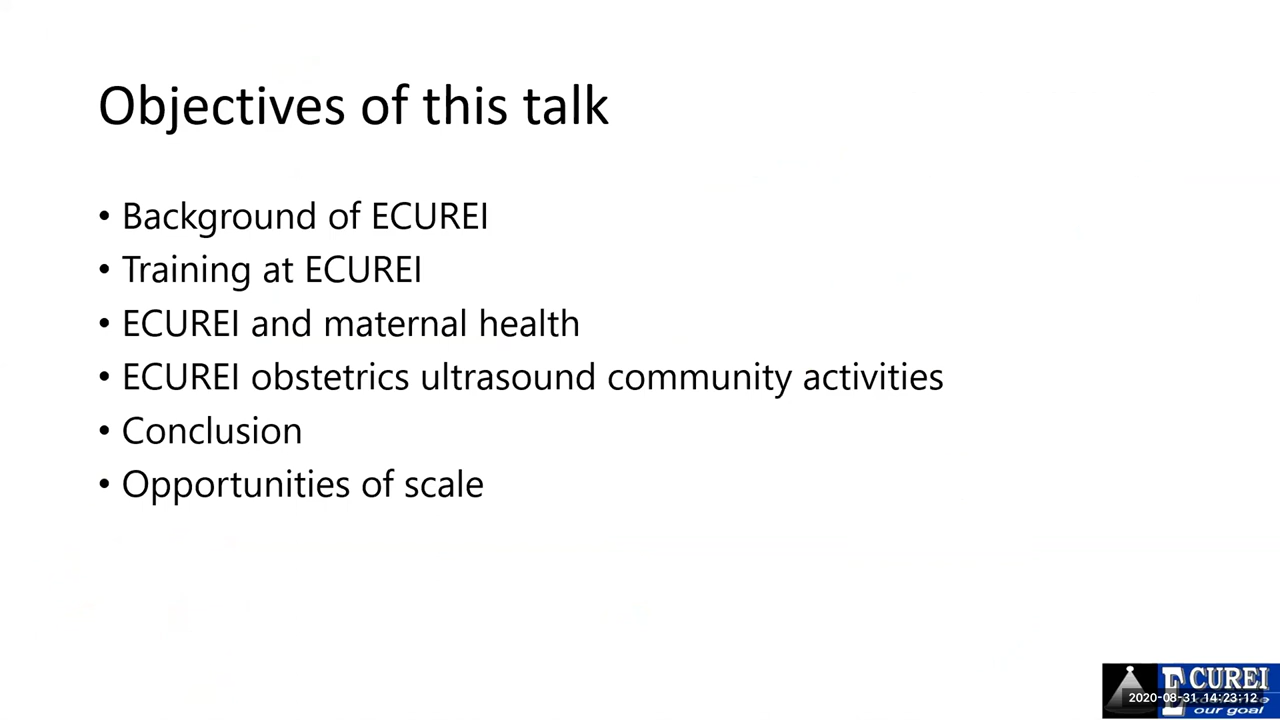 Objectives of this talk
• Background of ECUREI
• Training at ECUREI
• ECUREI and maternal health
• ECUREI obstetrics ultrasound community activities
• Conclusion
• Opportunities of scale
ECUREI
2020-08-31 14:23:12
our goal